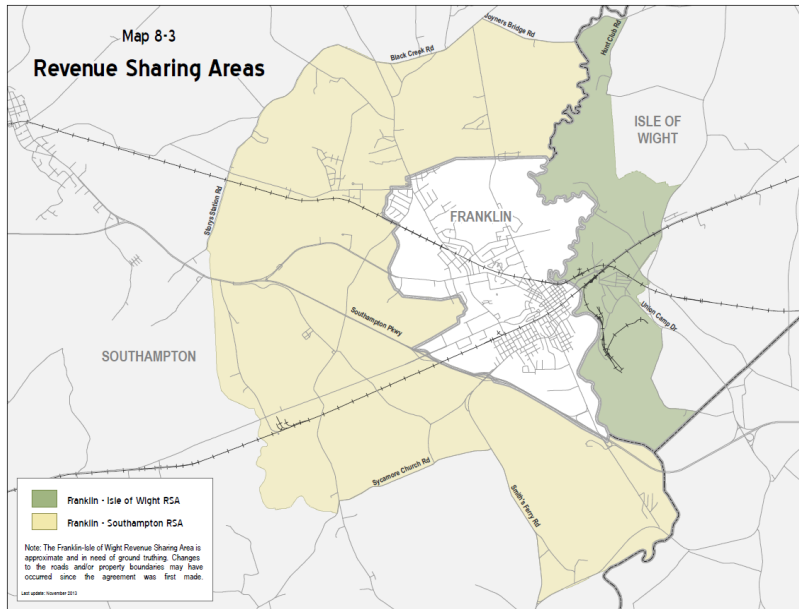 Map 8-3
Revenue Sharing Areas
Joyners Bridge Rd
Black Creek Rd
Hunt Club Rd
ISLE OF
WIGHT
Storys Station Rd
FRANKLIN
Southampton Pkwy
Union Camp Dr
SOUTHAMPTON
Sycamore Church Rd
Smith's Ferry Rd
Franklin - Isle of Wight RSA
Franklin - Southampton RSA
Note: The Franklin-Isle of Wight Revenue Sharing Area is
approximate and in need of ground truthing. Changes
to the roads and/or property boundaries may have
occurred since the agreement was first made.
Last update: November 2013